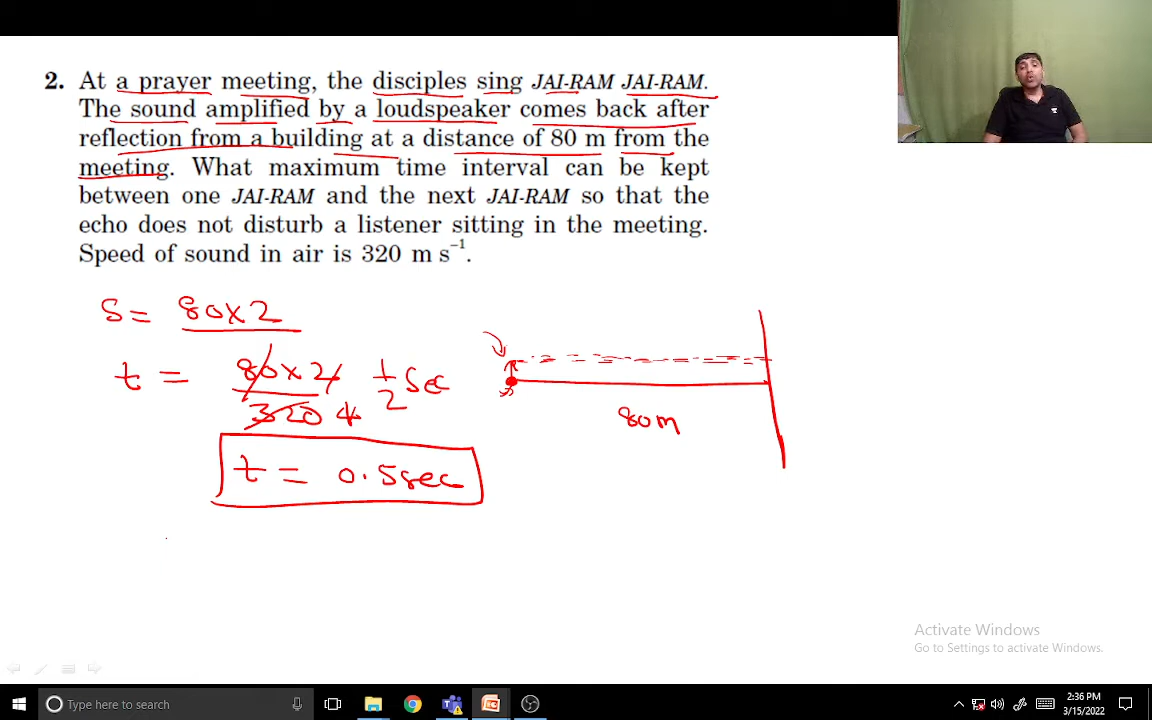 2. At a prayer meeting, the disciples sing JAI-RAM JAI-RAM.
The sound amplified by a loudspeaker comes back after
reflection from a building at a distance of 80 m from the
meeting. What maximum time interval can be kept
between one JAI-RAM and the next JAI-RAM so that the
echo does not disturb a listener sitting in the meeting.
Speed of sound in air is 320 m s⁻¹.
S = 80x2
t = 80x2/320 4 1/2 Sec
80m
t = 0.5sec
Activate Windows
Go to Settings to activate Windows.
Type here to search
2:36 PM
3/15/2022